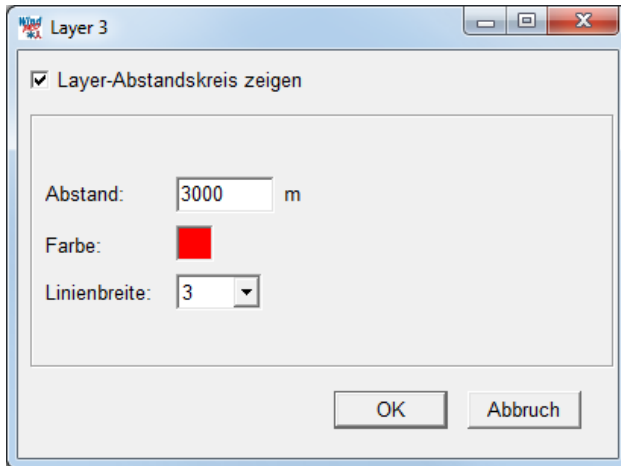 Layer 3
Layer-Abstandskreis zeigen
Abstand: 3000 m
Farbe:
Linienbreite: 3
OK Abbruch